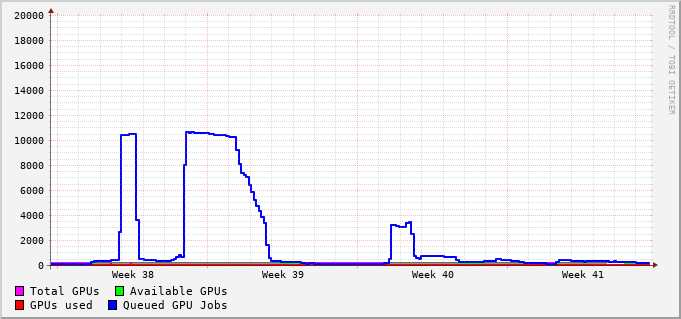 20000
18000
16000
14000
12000
10000
8000
6000
4000
2000
0
Week 38 Week 39 Week 40 Week 41
Total GPUs Available GPUs
GPUs used Queued GPU Jobs
RRDTOOL / TOBI OETIKER